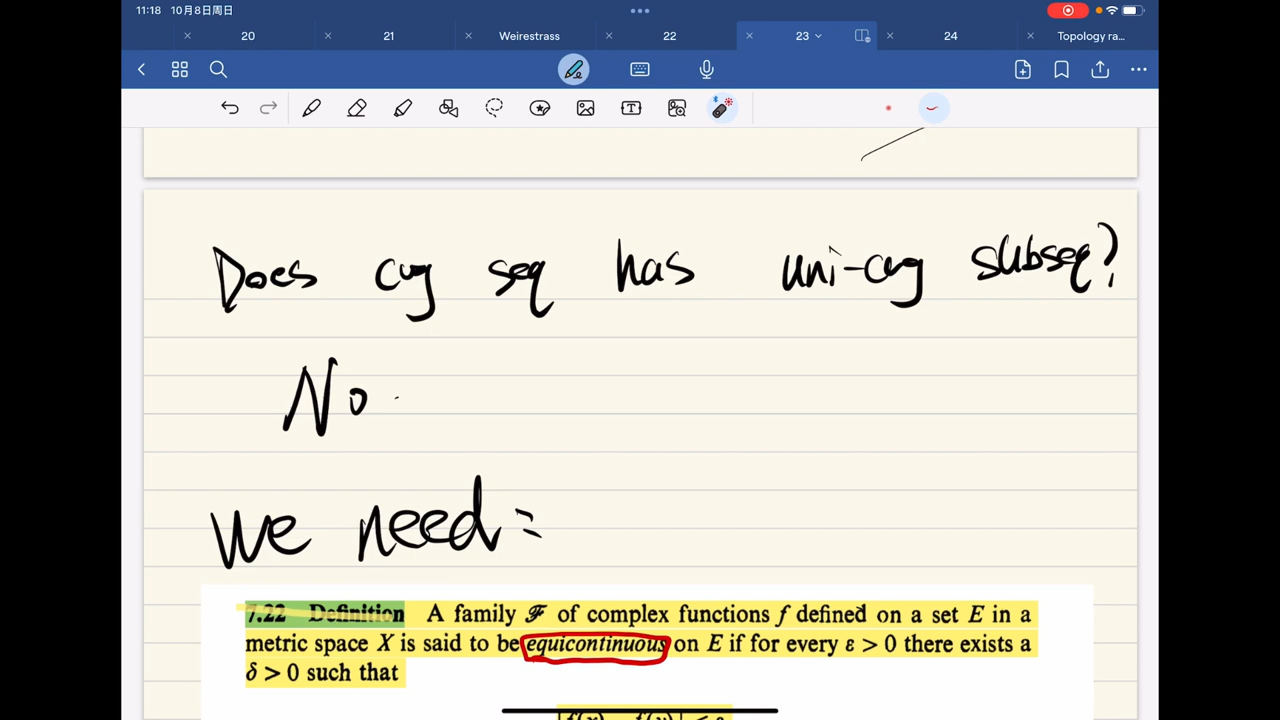 11:18 10月8日周日
20
21
Weirestrass
22
23
24
Topology ra...
Does cvg seq has uni-cvg subseq?
No.
We need:
7.22 Definition A family ℱ of complex functions f defined on a set E in a
metric space X is said to be equicontinuous on E if for every ε > 0 there exists a
δ > 0 such that